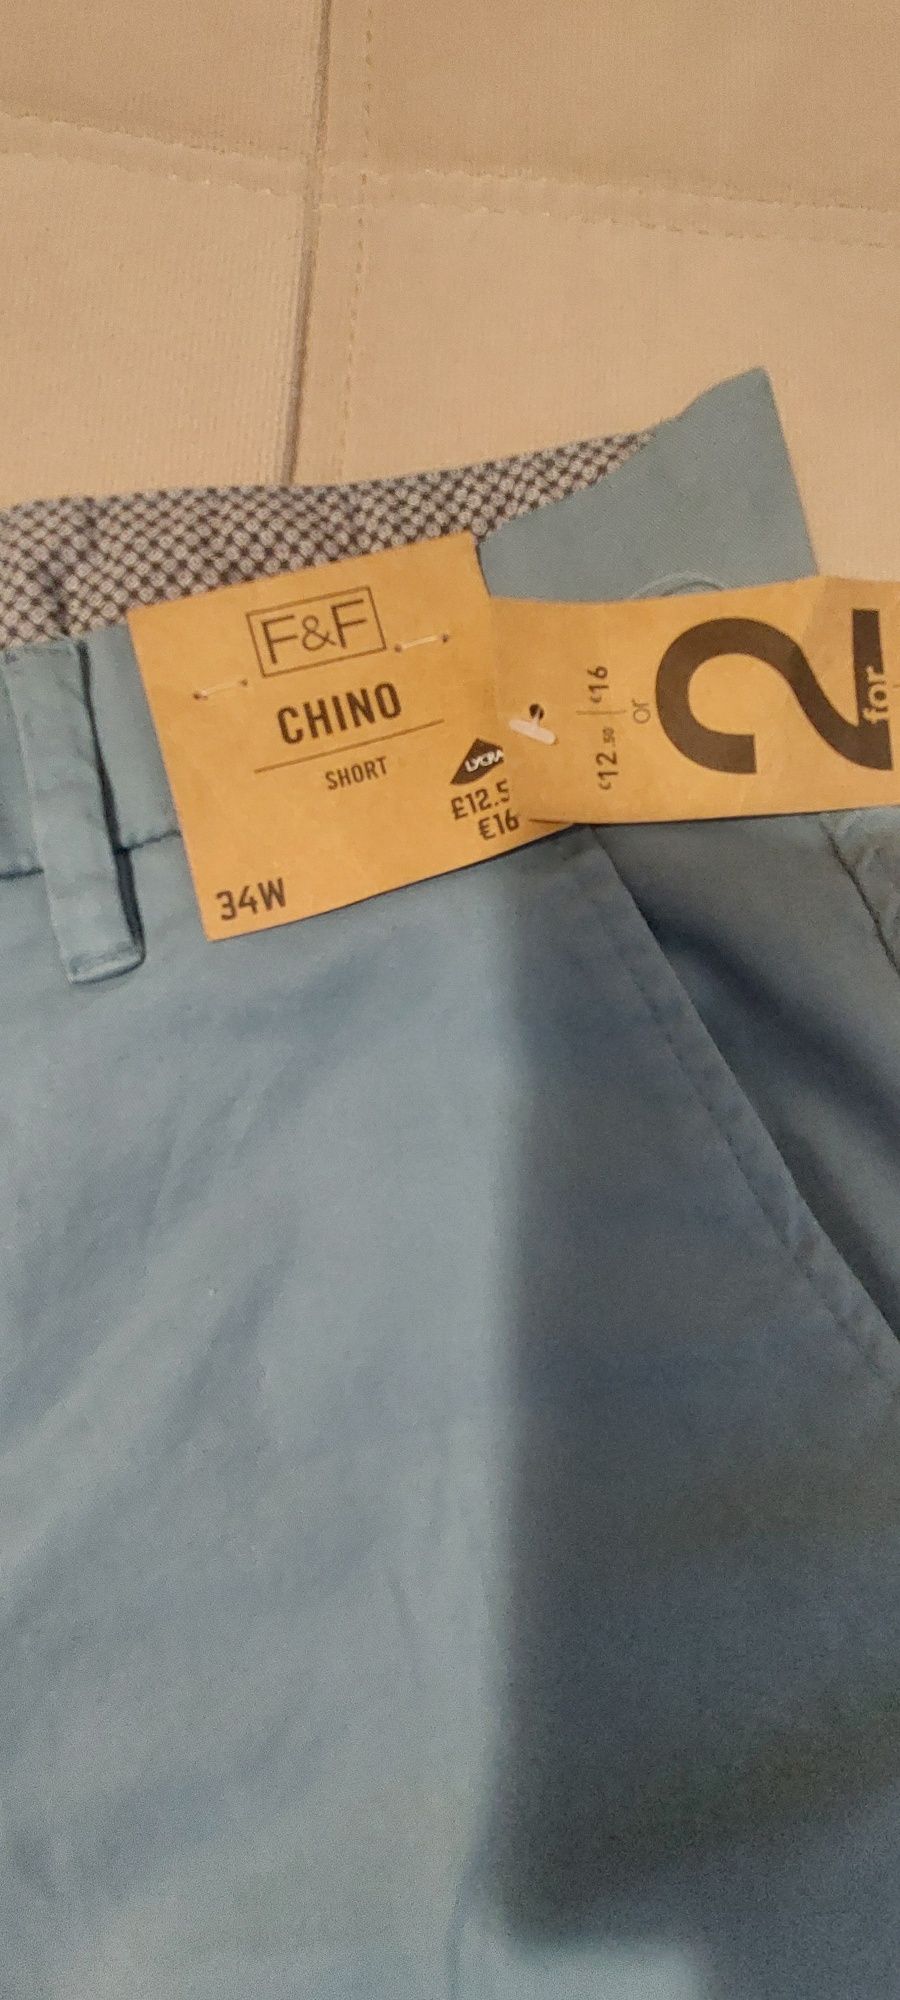 F&F
CHINO
SHORT
LYCRA
£12.5
€16
34W
€12.50 | €16
or
2
for